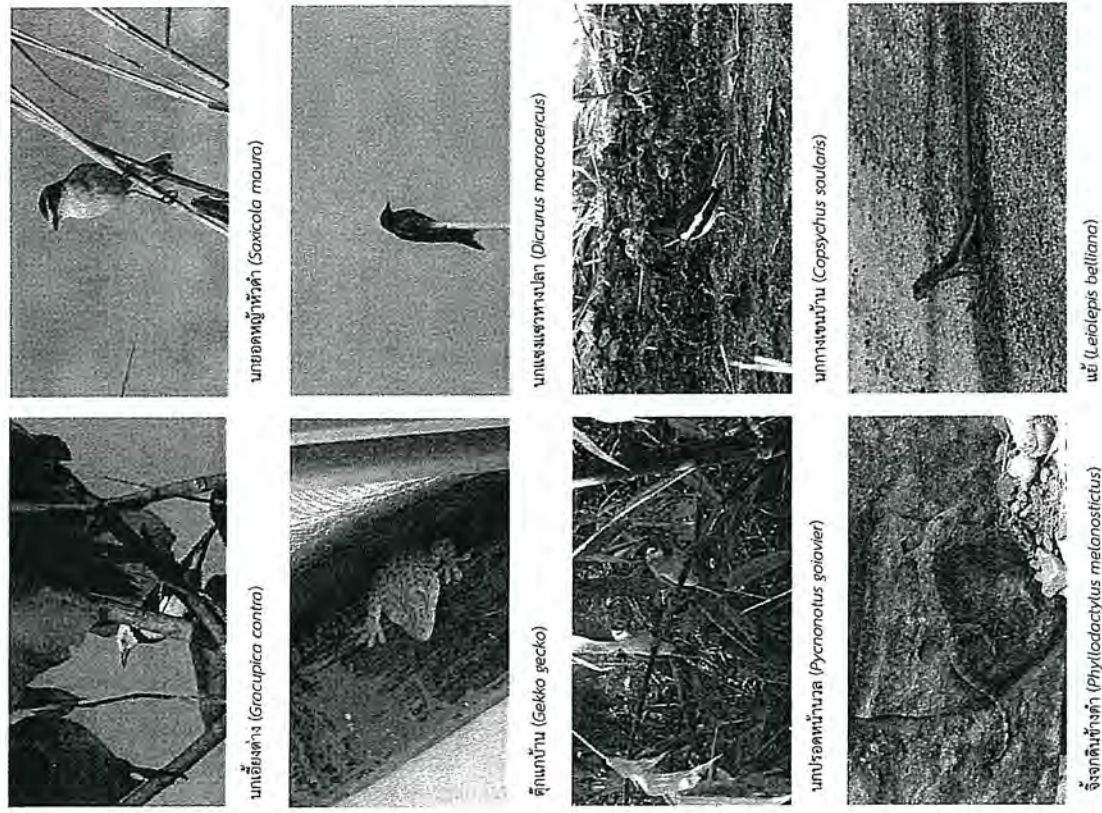 นกเอี้ยงด่าง (Gracupica contra)
นกยอดหญ้าหัวดำ (Saxicola maura)
ตุ๊กแกบ้าน (Gekko gecko)
นกแซงแซวหางปลา (Dicrurus macrocercus)
นกปรอดหน้านวล (Pycnonotus goiavier)
นกกางเขนบ้าน (Copsychus saularis)
จิ้งจกดินข้างดำ (Phyllodactylus melanostictus)
แย้ (Leiolepis belliana)